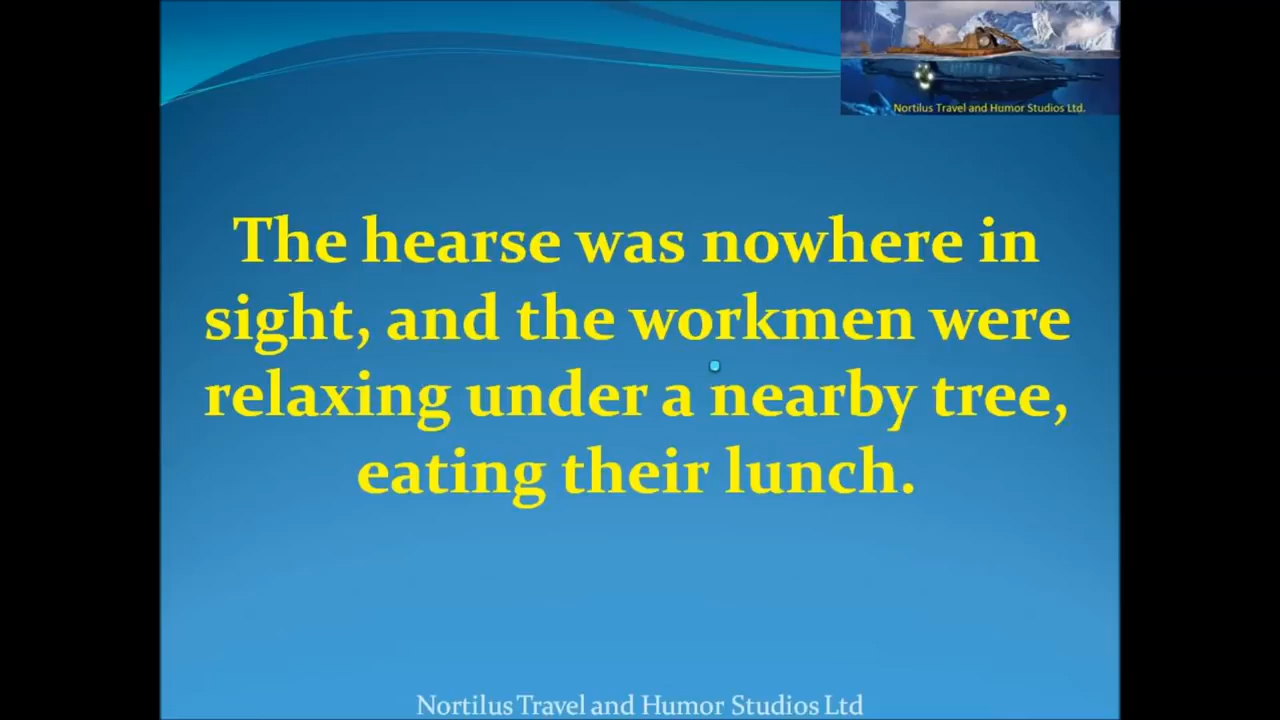 Nortilus Travel and Humor Studios Ltd.
The hearse was nowhere in
sight, and the workmen were
relaxing under a nearby tree,
eating their lunch.
Nortilus Travel and Humor Studios Ltd